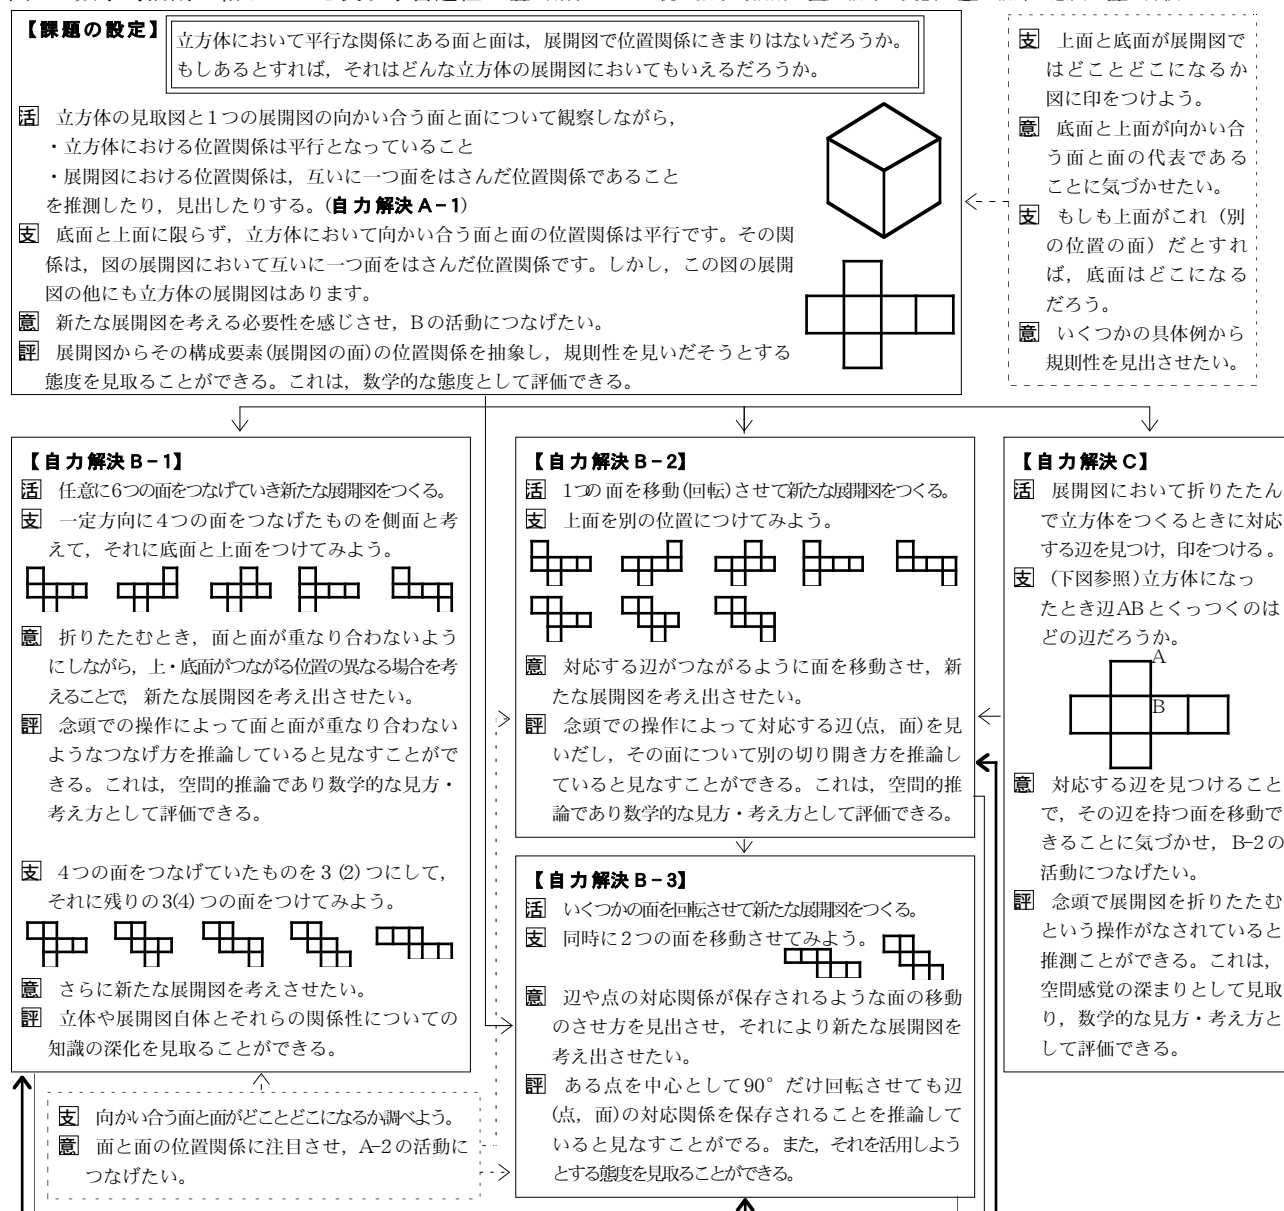 【課題の設定】
立方体において平行な関係にある面と面は，展開図で位置関係にきまりはないだろうか。
もしあるとすれば，それはどんな立方体の展開図においてもいえるだろうか。
活 立方体の見取図と1つの展開図の向かい合う面と面について観察しながら，
・立方体における位置関係は平行となっていること
・展開図における位置関係は，互いに一つ面をはさんだ位置関係であること
を推測したり，見出したりする。(自力解決A-1)
支 底面と上面に限らず，立方体において向かい合う面と面の位置関係は平行です。その関
係は，図の展開図において互いに一つ面をはさんだ位置関係です。しかし，この図の展開
図の他にも立方体の展開図はあります。
意 新たな展開図を考える必要性を感じさせ，Bの活動につなげたい。
評 展開図からその構成要素(展開図の面)の位置関係を抽象し，規則性を見いだそうとする
態度を見取ることができる。これは，数学的な態度として評価できる。
支 上面と底面が展開図で
はどことどこになるか
図に印をつけよう。
意 底面と上面が向かい合
う面と面の代表である
ことに気づかせたい。
支 もしも上面がこれ（別
の位置の面）だとすれ
ば，底面はどこになる
だろう。
意 いくつかの具体例から
規則性を見出させたい。
【自力解決B-1】
活 任意に6つの面をつなげていき新たな展開図をつくる。
支 一定方向に4つの面をつなげたものを側面と考
えて，それに底面と上面をつけてみよう。
意 折りたたむとき，面と面が重なり合わないよう
にしながら，上・底面がつながる位置の異なる場合を考
えることで，新たな展開図を考え出させたい。
評 念頭での操作によって面と面が重なり合わない
ようなつなげ方を推論していると見なすことがで
きる。これは，空間的推論であり数学的な見方・
考え方として評価できる。
支 4つの面をつなげていたものを3(2)つにして，
それに残りの3(4)つの面をつけてみよう。
意 さらに新たな展開図を考えさせたい。
評 立体や展開図自体とそれらの関係性についての
知識の深化を見取ることができる。
支 向かい合う面と面がどことどこになるか調べよう。
意 面と面の位置関係に注目させ，A-2の活動に
つなげたい。
【自力解決B-2】
活 1つの面を移動(回転)させて新たな展開図をつくる。
支 上面を別の位置につけてみよう。
意 対応する辺がつながるように面を移動させ，新
たな展開図を考え出させたい。
評 念頭での操作によって対応する辺(点，面)を見
いだし，その面について別の切り開き方を推論し
ていると見なすことができる。これは，空間的推
論であり数学的な見方・考え方として評価できる。
【自力解決B-3】
活 いくつかの面を回転させて新たな展開図をつくる。
支 同時に2つの面を移動させてみよう。
意 辺や点の対応関係が保存されるような面の移動
のさせ方を見出させ，それにより新たな展開図を
考え出させたい。
評 ある点を中心として90°だけ回転させても辺
(点，面)の対応関係を保存されることを推論して
いると見なすことがでる。また，それを活用しよう
とする態度を見取ることができる。
【自力解決C】
活 展開図において折りたたん
で立方体をつくるときに対応
する辺を見つけ，印をつける。
支 (下図参照)立方体になっ
たとき辺ABとくっつくのは
どの辺だろうか。
A
B
意 対応する辺を見つけること
で，その辺を持つ面を移動で
きることに気づかせ，B-2の
活動につなげたい。
評 念頭で展開図を折りたたむ
という操作がなされていると
推測ことができる。これは，
空間感覚の深まりとして見取
り，数学的な見方・考え方と
して評価できる。